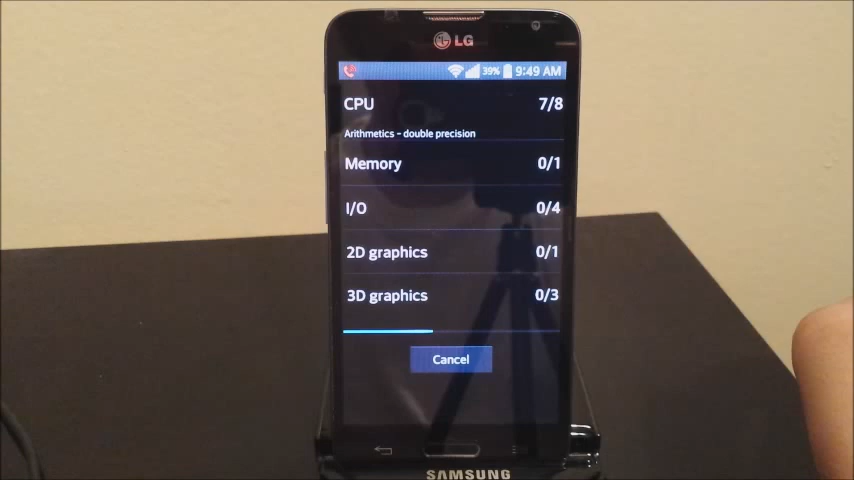 LG
39% 9:49 AM
CPU 7/8
Arithmetics - double precision
Memory 0/1
I/O 0/4
2D graphics 0/1
3D graphics 0/3
Cancel
SAMSUNG